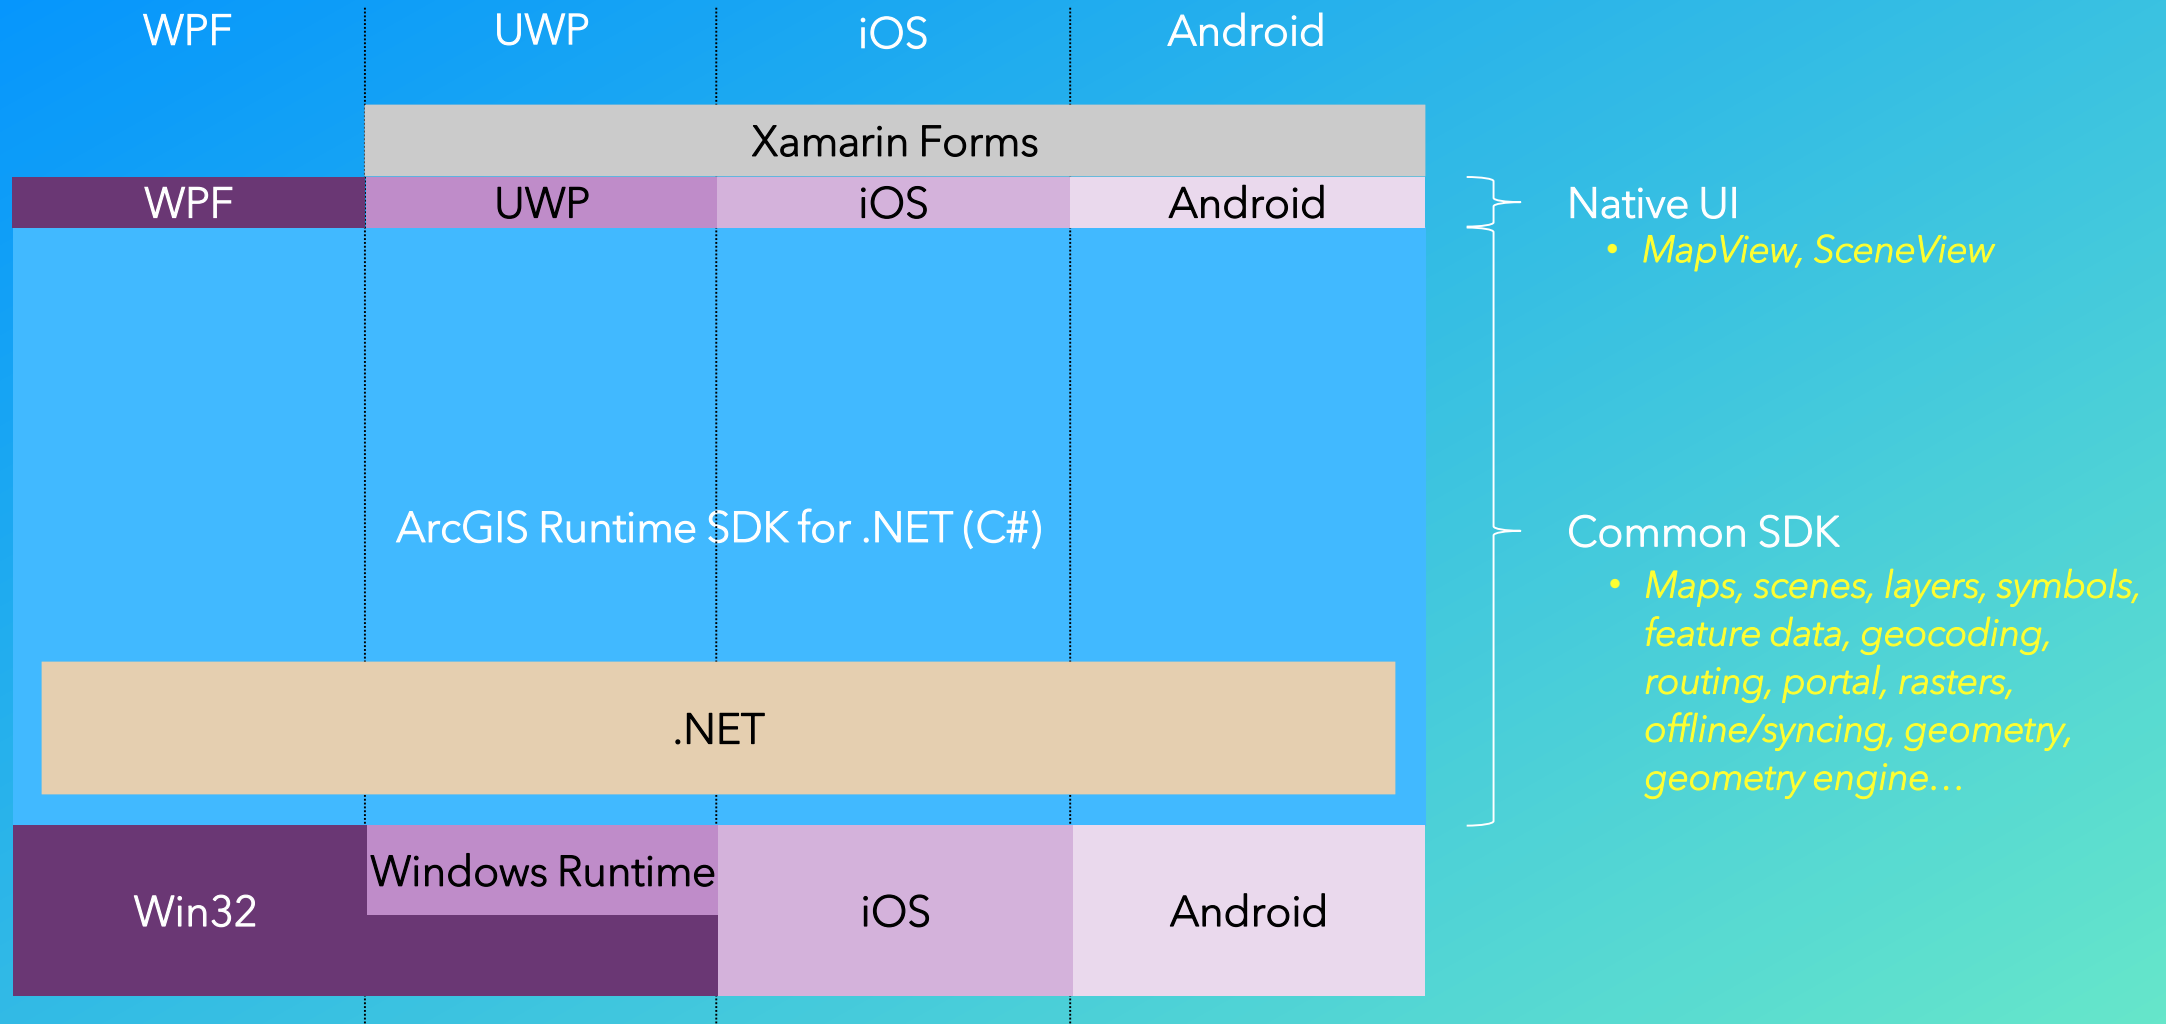 WPF
UWP
iOS
Android
Xamarin Forms
WPF
UWP
iOS
Android
Native UI
• MapView, SceneView
ArcGIS Runtime SDK for .NET (C#)
Common SDK
• Maps, scenes, layers, symbols,
feature data, geocoding,
routing, portal, rasters,
offline/syncing, geometry,
geometry engine…
.NET
Win32
Windows Runtime
iOS
Android